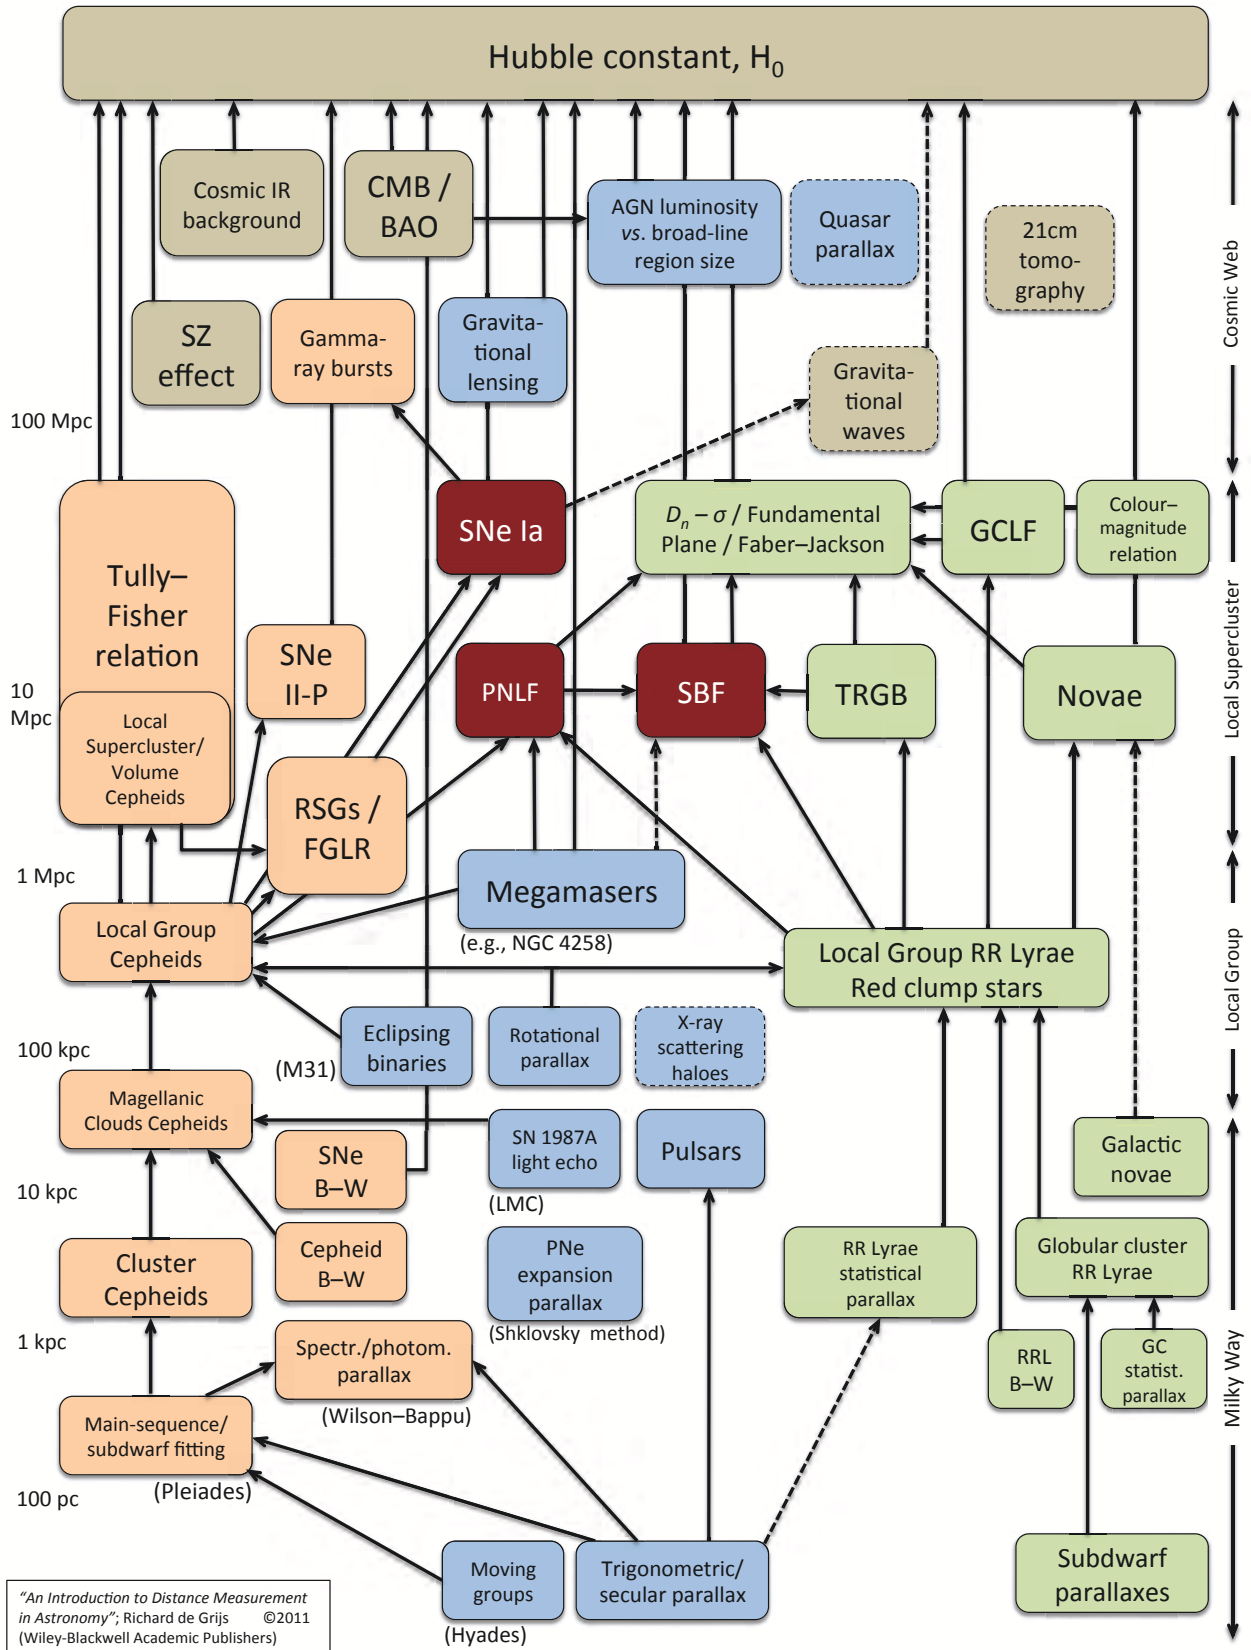 Hubble constant, H0
Cosmic IR
background
CMB /
BAO
AGN luminosity
vs. broad-line
region size
Quasar
parallax
21cm
tomo-
graphy
Cosmic Web
SZ
effect
Gamma-
ray bursts
Gravita-
tional
lensing
Gravita-
tional
waves
100 Mpc
SNe Ia
Dn – σ / Fundamental
Plane / Faber–Jackson
GCLF
Colour–
magnitude
relation
Tully–
Fisher
relation
SNe
II-P
PNLF
SBF
TRGB
Novae
Local Supercluster
10
Mpc
Local
Supercluster/
Volume
Cepheids
RSGs /
FGLR
1 Mpc
Megamasers
(e.g., NGC 4258)
Local Group
Cepheids
Local Group RR Lyrae
Red clump stars
Local Group
100 kpc
(M31)
Eclipsing
binaries
Rotational
parallax
X-ray
scattering
haloes
Magellanic
Clouds Cepheids
SNe
B–W
SN 1987A
light echo
(LMC)
Pulsars
Galactic
novae
10 kpc
Cluster
Cepheids
Cepheid
B–W
PNe
expansion
parallax
(Shklovsky method)
RR Lyrae
statistical
parallax
Globular cluster
RR Lyrae
1 kpc
Spectr./photom.
parallax
(Wilson–Bappu)
RRL
B–W
GC
statist.
parallax
Milky Way
Main-sequence/
subdwarf fitting
(Pleiades)
100 pc
Moving
groups
(Hyades)
Trigonometric/
secular parallax
Subdwarf
parallaxes
"An Introduction to Distance Measurement
in Astronomy"; Richard de Grijs ©2011
(Wiley-Blackwell Academic Publishers)